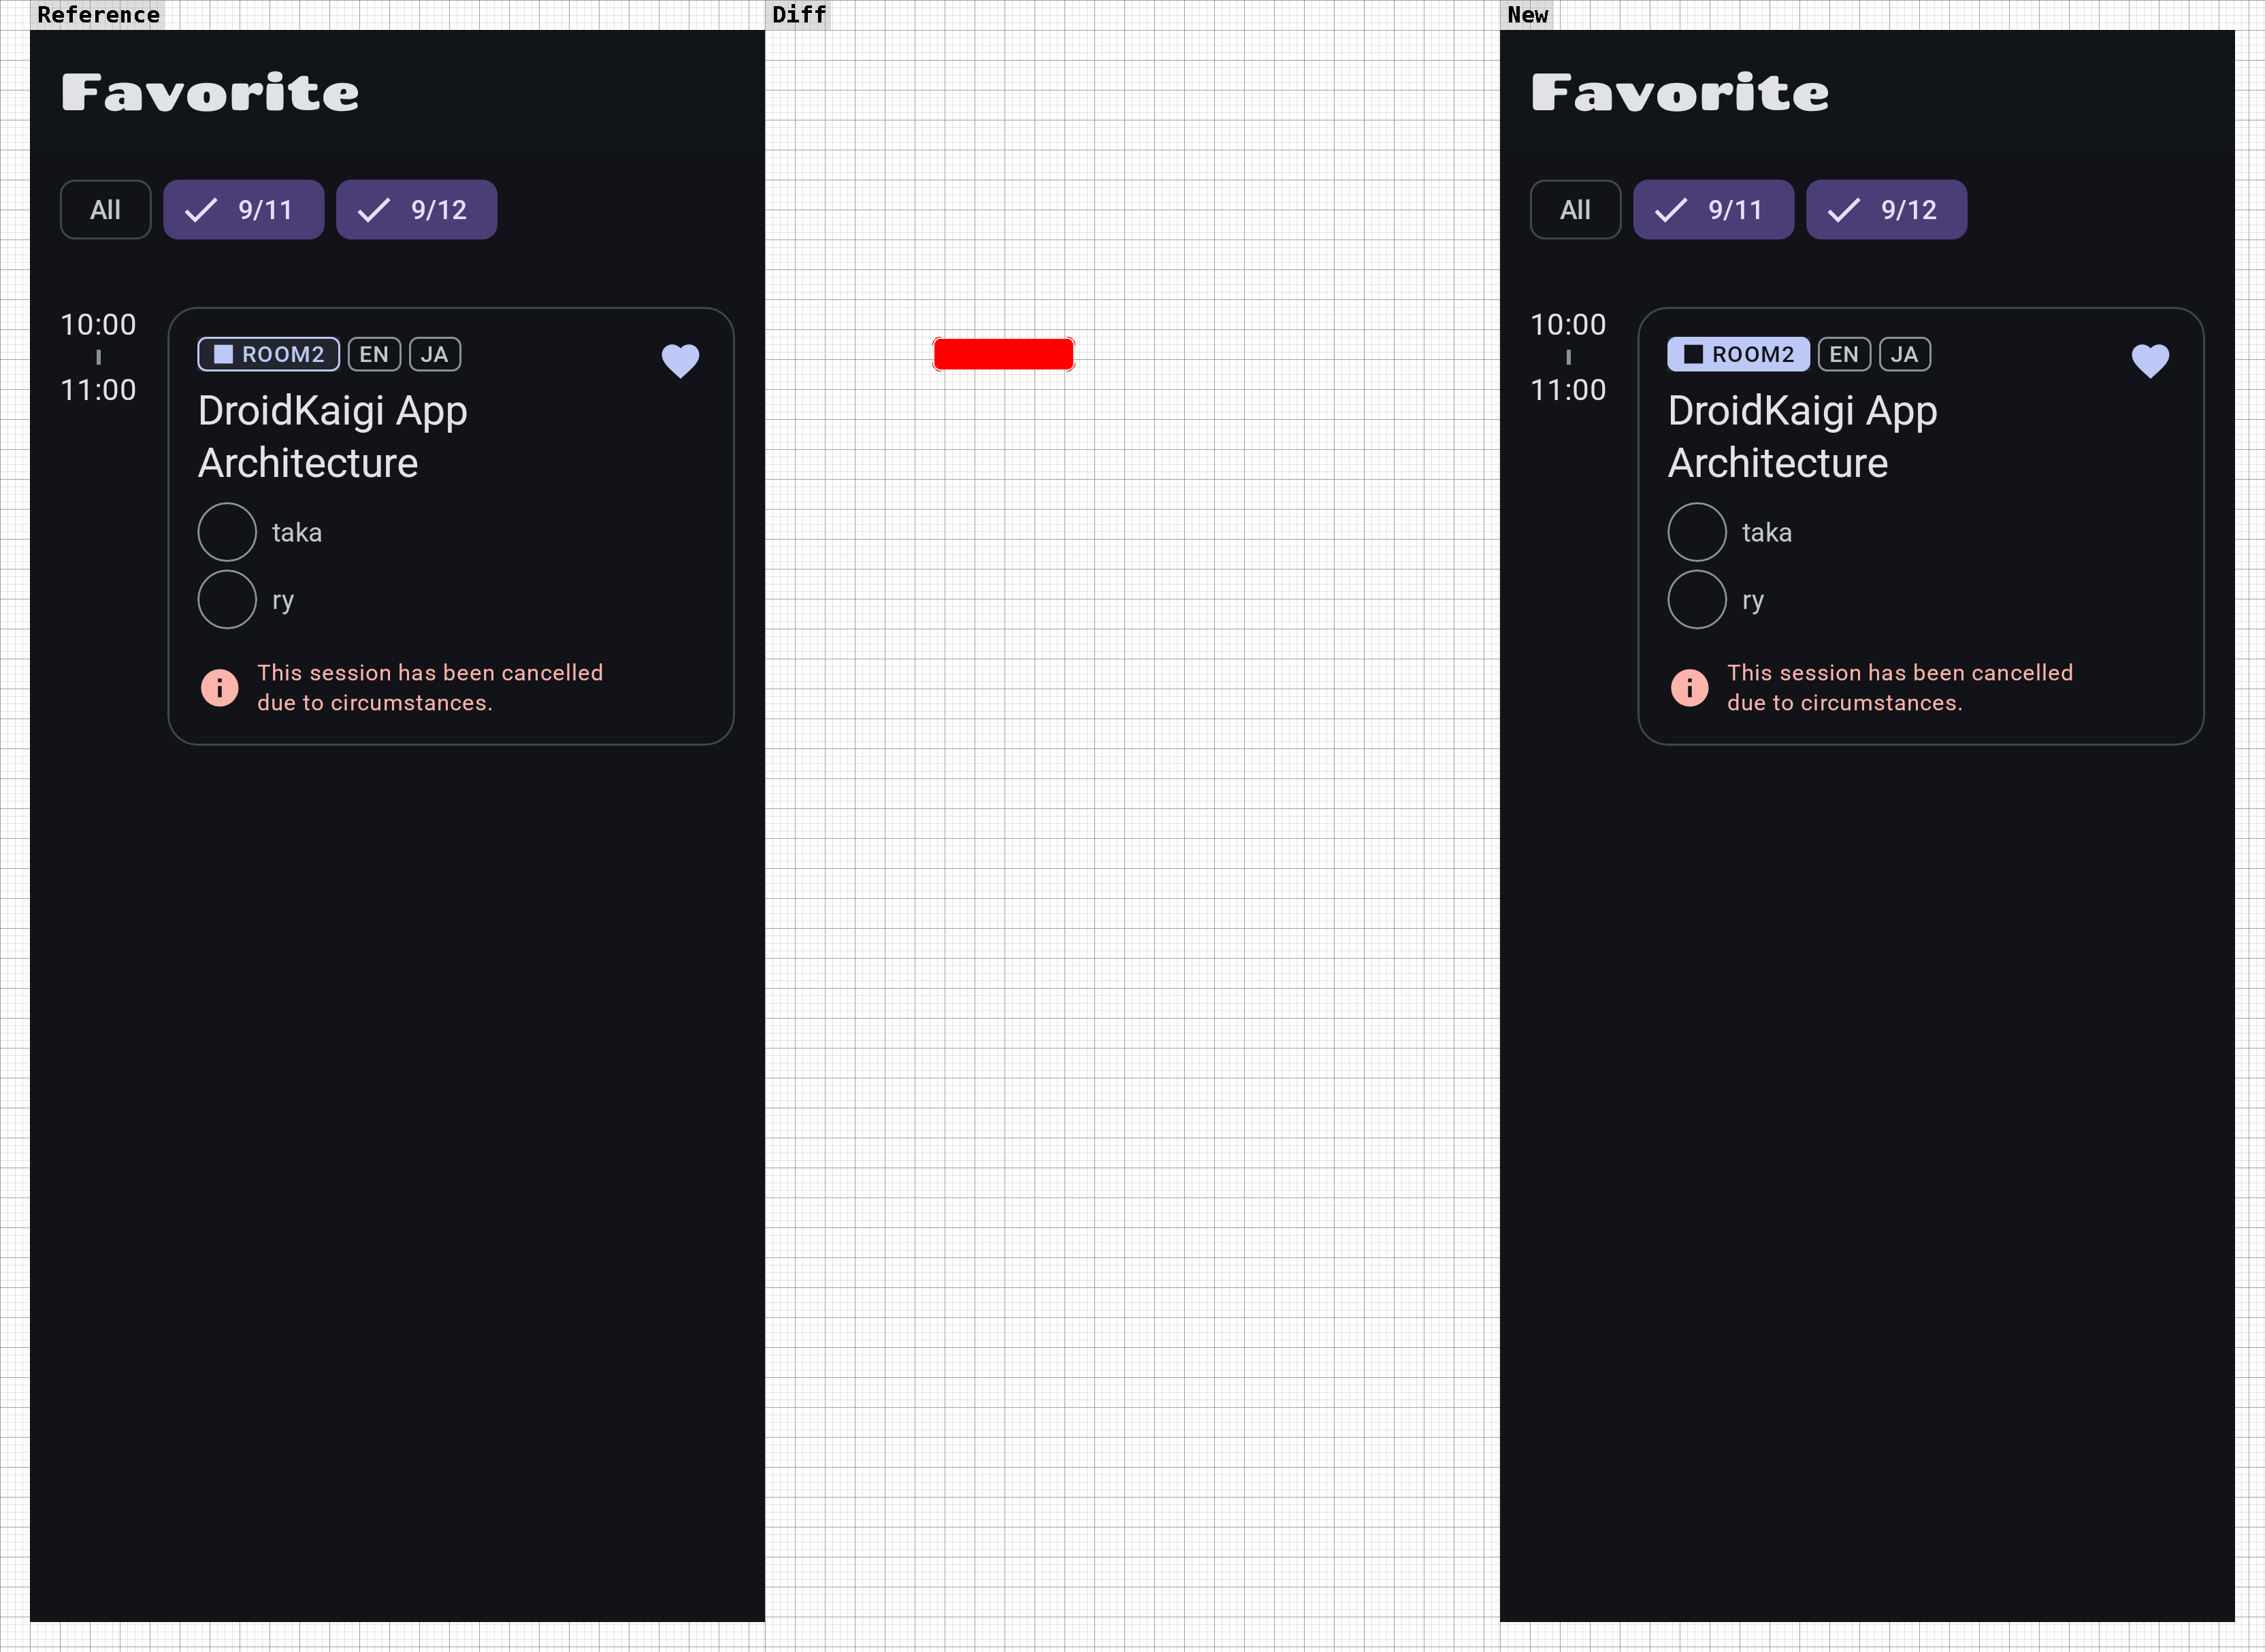 Reference
Favorite
All
9/11
9/12
10:00
11:00
ROOM2
EN
JA
DroidKaigi App
Architecture
taka
ry
This session has been cancelled
due to circumstances.
Diff
New
Favorite
All
9/11
9/12
10:00
11:00
ROOM2
EN
JA
DroidKaigi App
Architecture
taka
ry
This session has been cancelled
due to circumstances.